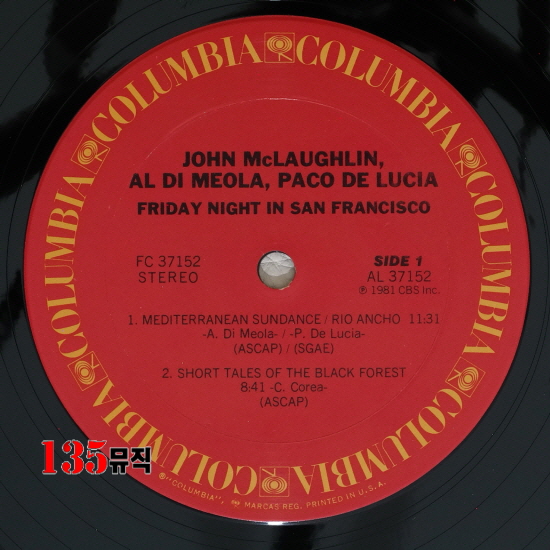 COLUMBIA COLUMBIA COLUMBIA COLUMBIA COLUMBIA COLUMBIA
JOHN McLAUGHLIN,
AL DI MEOLA, PACO DE LUCIA
FRIDAY NIGHT IN SAN FRANCISCO
FC 37152
STEREO
SIDE 1
AL 37152
℗ 1981 CBS Inc.
1. MEDITERRANEAN SUNDANCE / RIO ANCHO 11:31
-A. Di Meola- / -P. De Lucia-
(ASCAP) / (SGAE)
2. SHORT TALES OF THE BLACK FOREST
8:41 -C. Corea-
(ASCAP)
135뮤직
®"COLUMBIA", MARCAS REG. PRINTED IN U.S.A.